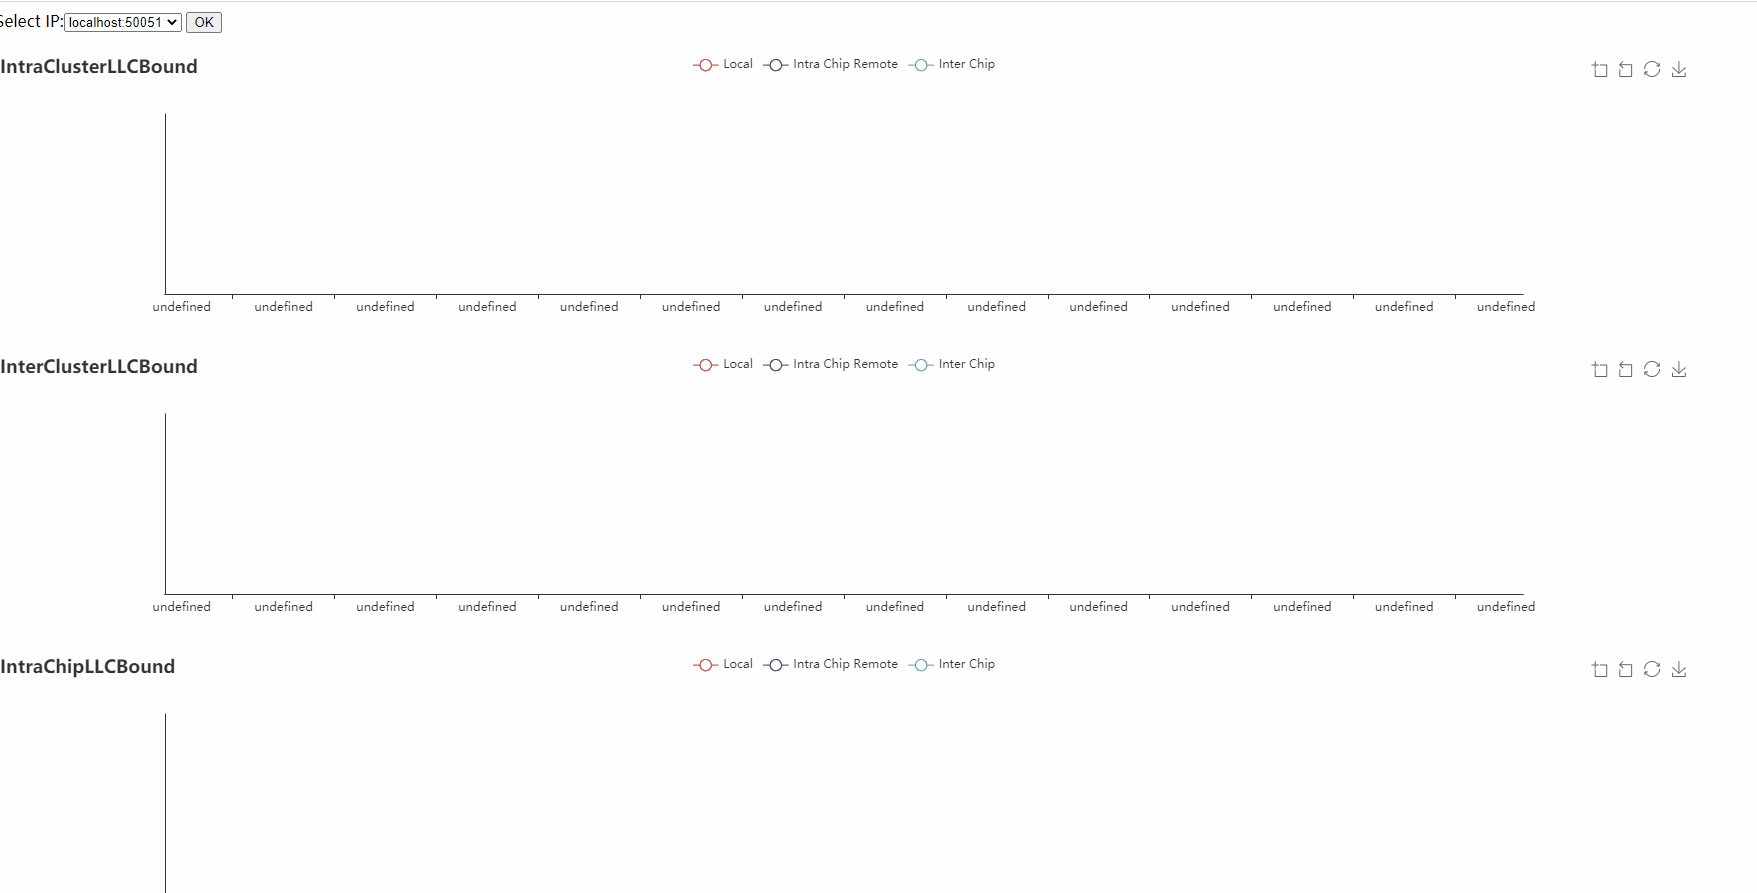 Select IP: localhost:50051 OK
IntraClusterLLCBound Local Intra Chip Remote Inter Chip
undefined undefined undefined undefined undefined undefined undefined undefined undefined undefined undefined undefined undefined undefined
InterClusterLLCBound Local Intra Chip Remote Inter Chip
undefined undefined undefined undefined undefined undefined undefined undefined undefined undefined undefined undefined undefined undefined
IntraChipLLCBound Local Intra Chip Remote Inter Chip